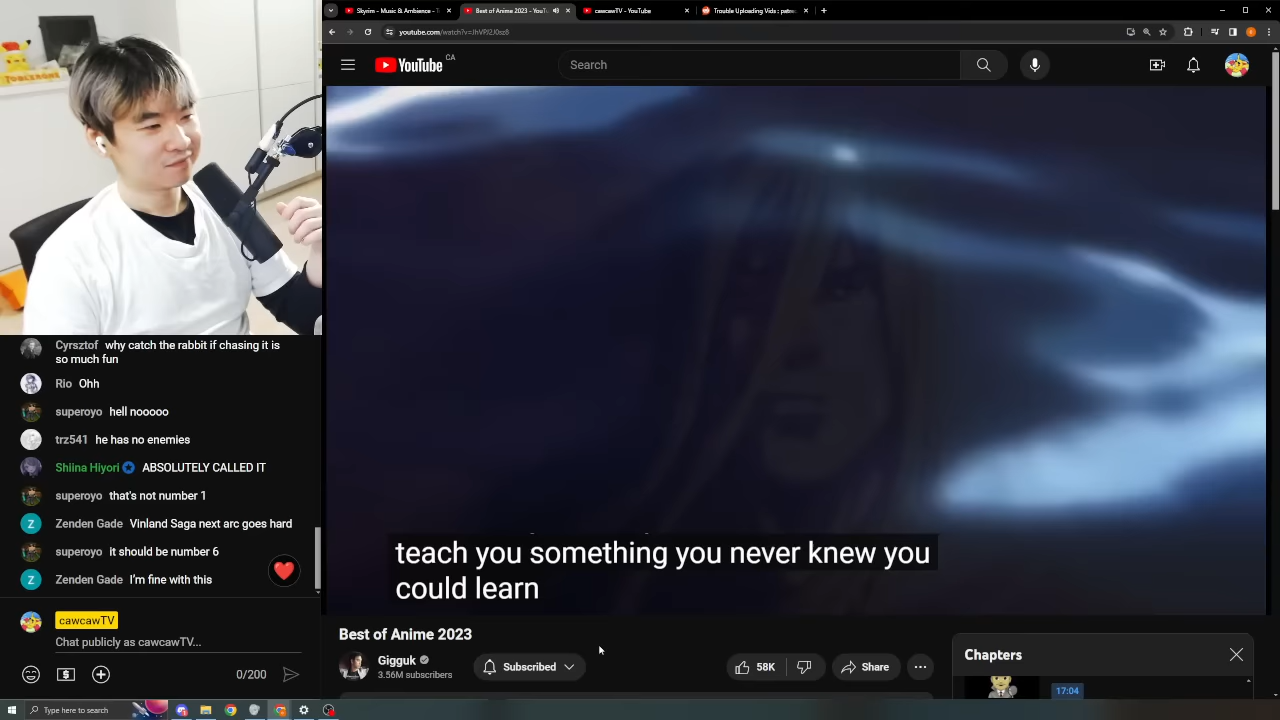 Skyrim - Music & Ambience -
Best of Anime 2023 - YouT
cawcawTV - YouTube
Trouble Uploading Vids : patre
youtube.com/watch?v=JhVPJ2J0sz8
YouTube
CA
Search
TOBLERONE
Cyrsztof why catch the rabbit if chasing it is
so much fun
Rio Ohh
superoyo hell nooooo
trz541 he has no enemies
Shiina Hiyori ABSOLUTELY CALLED IT
superoyo that's not number 1
Z Zenden Gade Vinland Saga next arc goes hard
superoyo it should be number 6
Z Zenden Gade I'm fine with this
cawcawTV
Chat publicly as cawcawTV...
0/200
teach you something you never knew you
could learn
Best of Anime 2023
Gigguk
3.56M subscribers
Subscribed
58K
Share
Chapters
17:04
Type here to search